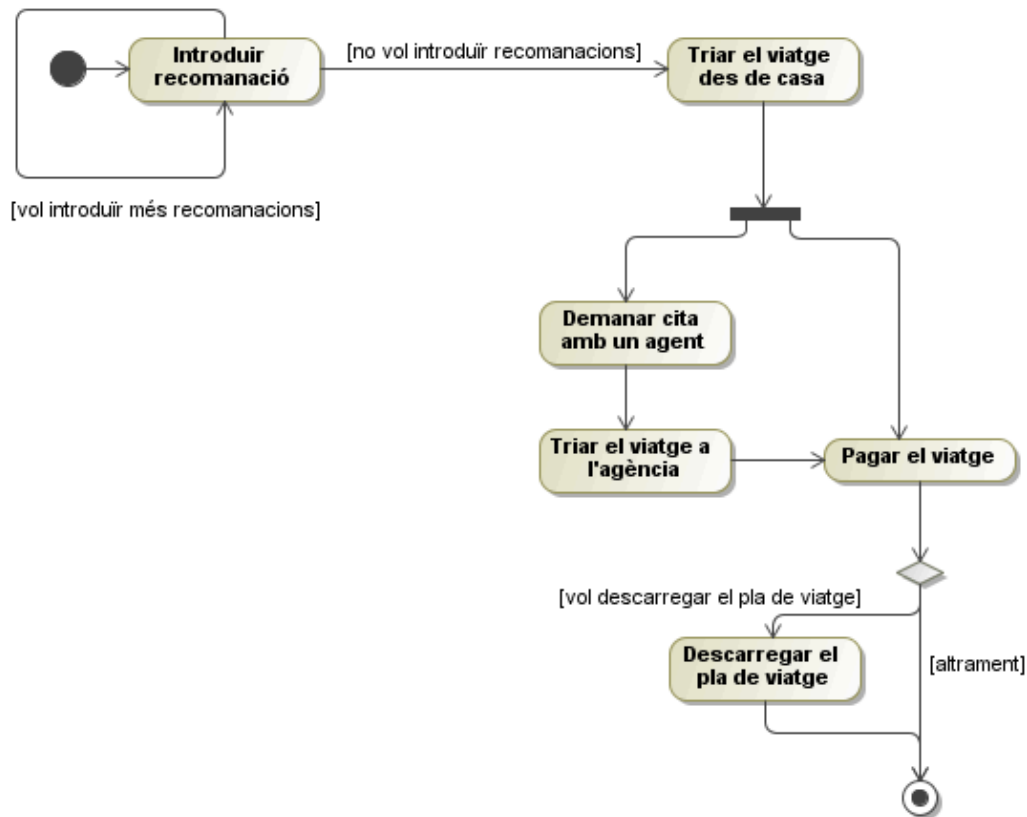 Introduir
recomanació
[no vol introduïr recomanacions]
Triar el viatge
des de casa
[vol introduïr més recomanacions]
Demanar cita
amb un agent
Triar el viatge a
l'agència
Pagar el viatge
[vol descarregar el pla de viatge]
Descarregar el
pla de viatge
[altrament]